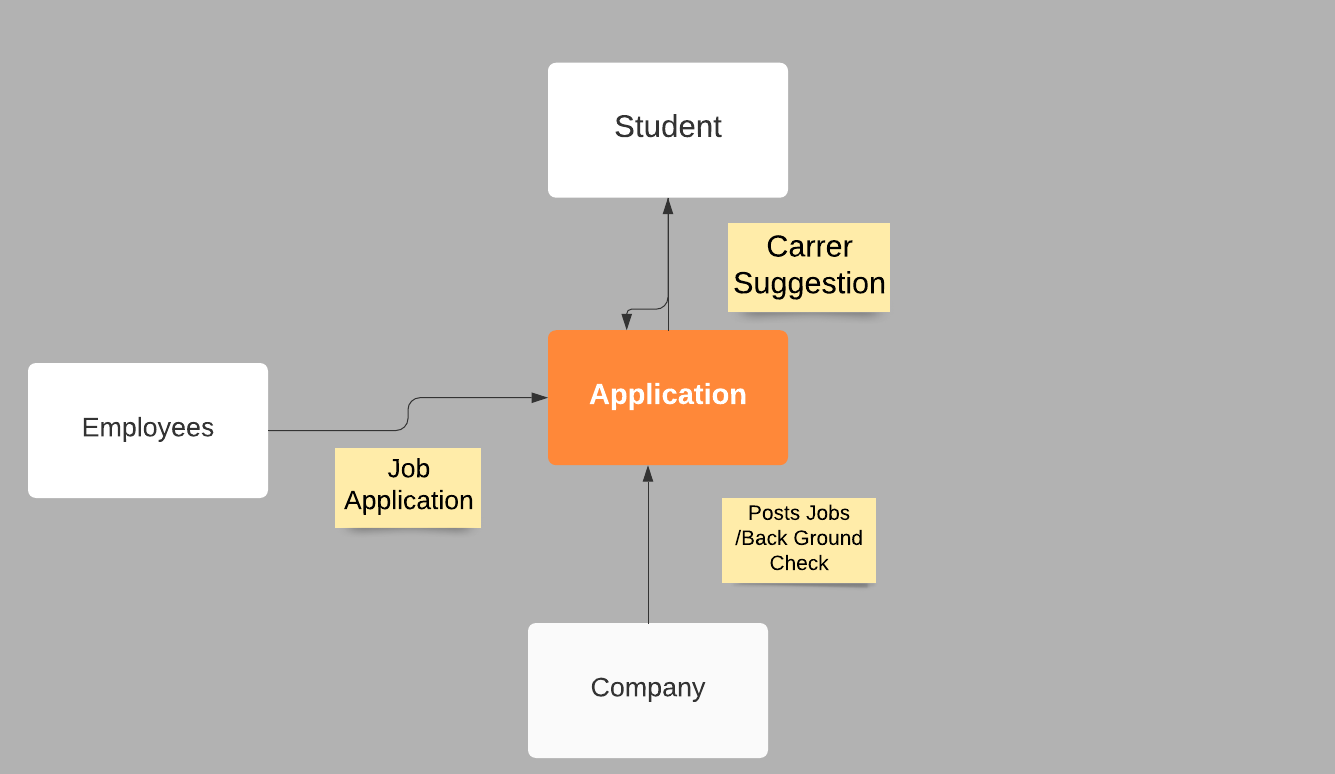 Student
Carrer
Suggestion
Application
Employees
Job
Application
Posts Jobs
/Back Ground
Check
Company